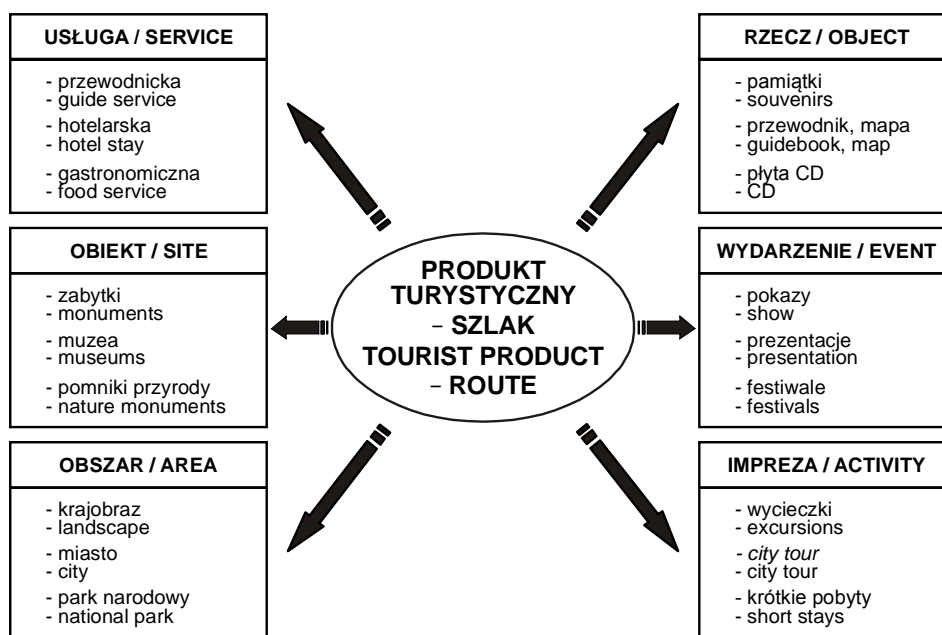 USŁUGA / SERVICE
- przewodnicka
- guide service
- hotelarska
- hotel stay
- gastronomiczna
- food service
OBIEKT / SITE
- zabytki
- monuments
- muzea
- museums
- pomniki przyrody
- nature monuments
OBSZAR / AREA
- krajobraz
- landscape
- miasto
- city
- park narodowy
- national park
PRODUKT
TURYSTYCZNY
– SZLAK
TOURIST PRODUCT
– ROUTE
RZECZ / OBJECT
- pamiątki
- souvenirs
- przewodnik, mapa
- guidebook, map
- płyta CD
- CD
WYDARZENIE / EVENT
- pokazy
- show
- prezentacje
- presentation
- festiwale
- festivals
IMPREZA / ACTIVITY
- wycieczki
- excursions
- city tour
- city tour
- krótkie pobyty
- short stays